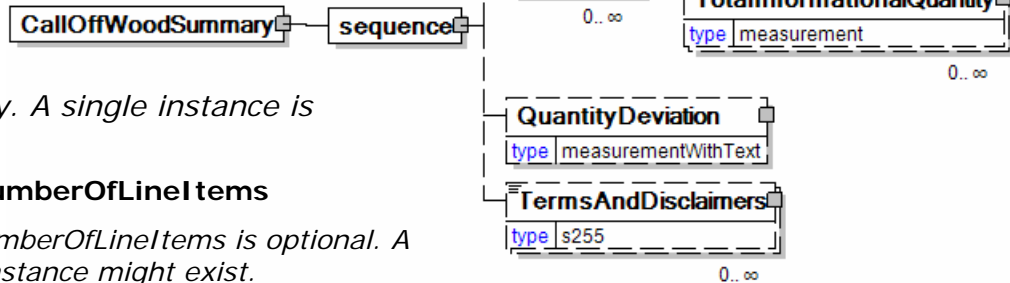 TotalInformationalQuantity
type measurement
0.. ∞
0.. ∞
CallOffWoodSummary
sequence
y. A single instance is
QuantityDeviation
type measurementWithText
umberOfLineItems
mberOfLineItems is optional. A
nstance might exist.
TermsAndDisclaimers
type s255
0.. ∞